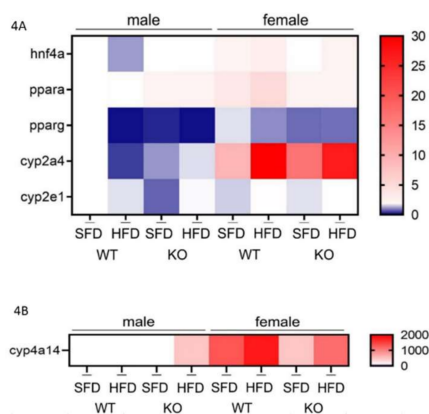 4A
male female
hnf4a
ppara
pparg
cyp2a4
cyp2e1
30
25
20
15
10
5
0
SFD HFD SFD HFD SFD HFD SFD HFD
WT KO WT KO
4B
male female
cyp4a14
2000
1000
0
SFD HFD SFD HFD SFD HFD SFD HFD
WT KO WT KO